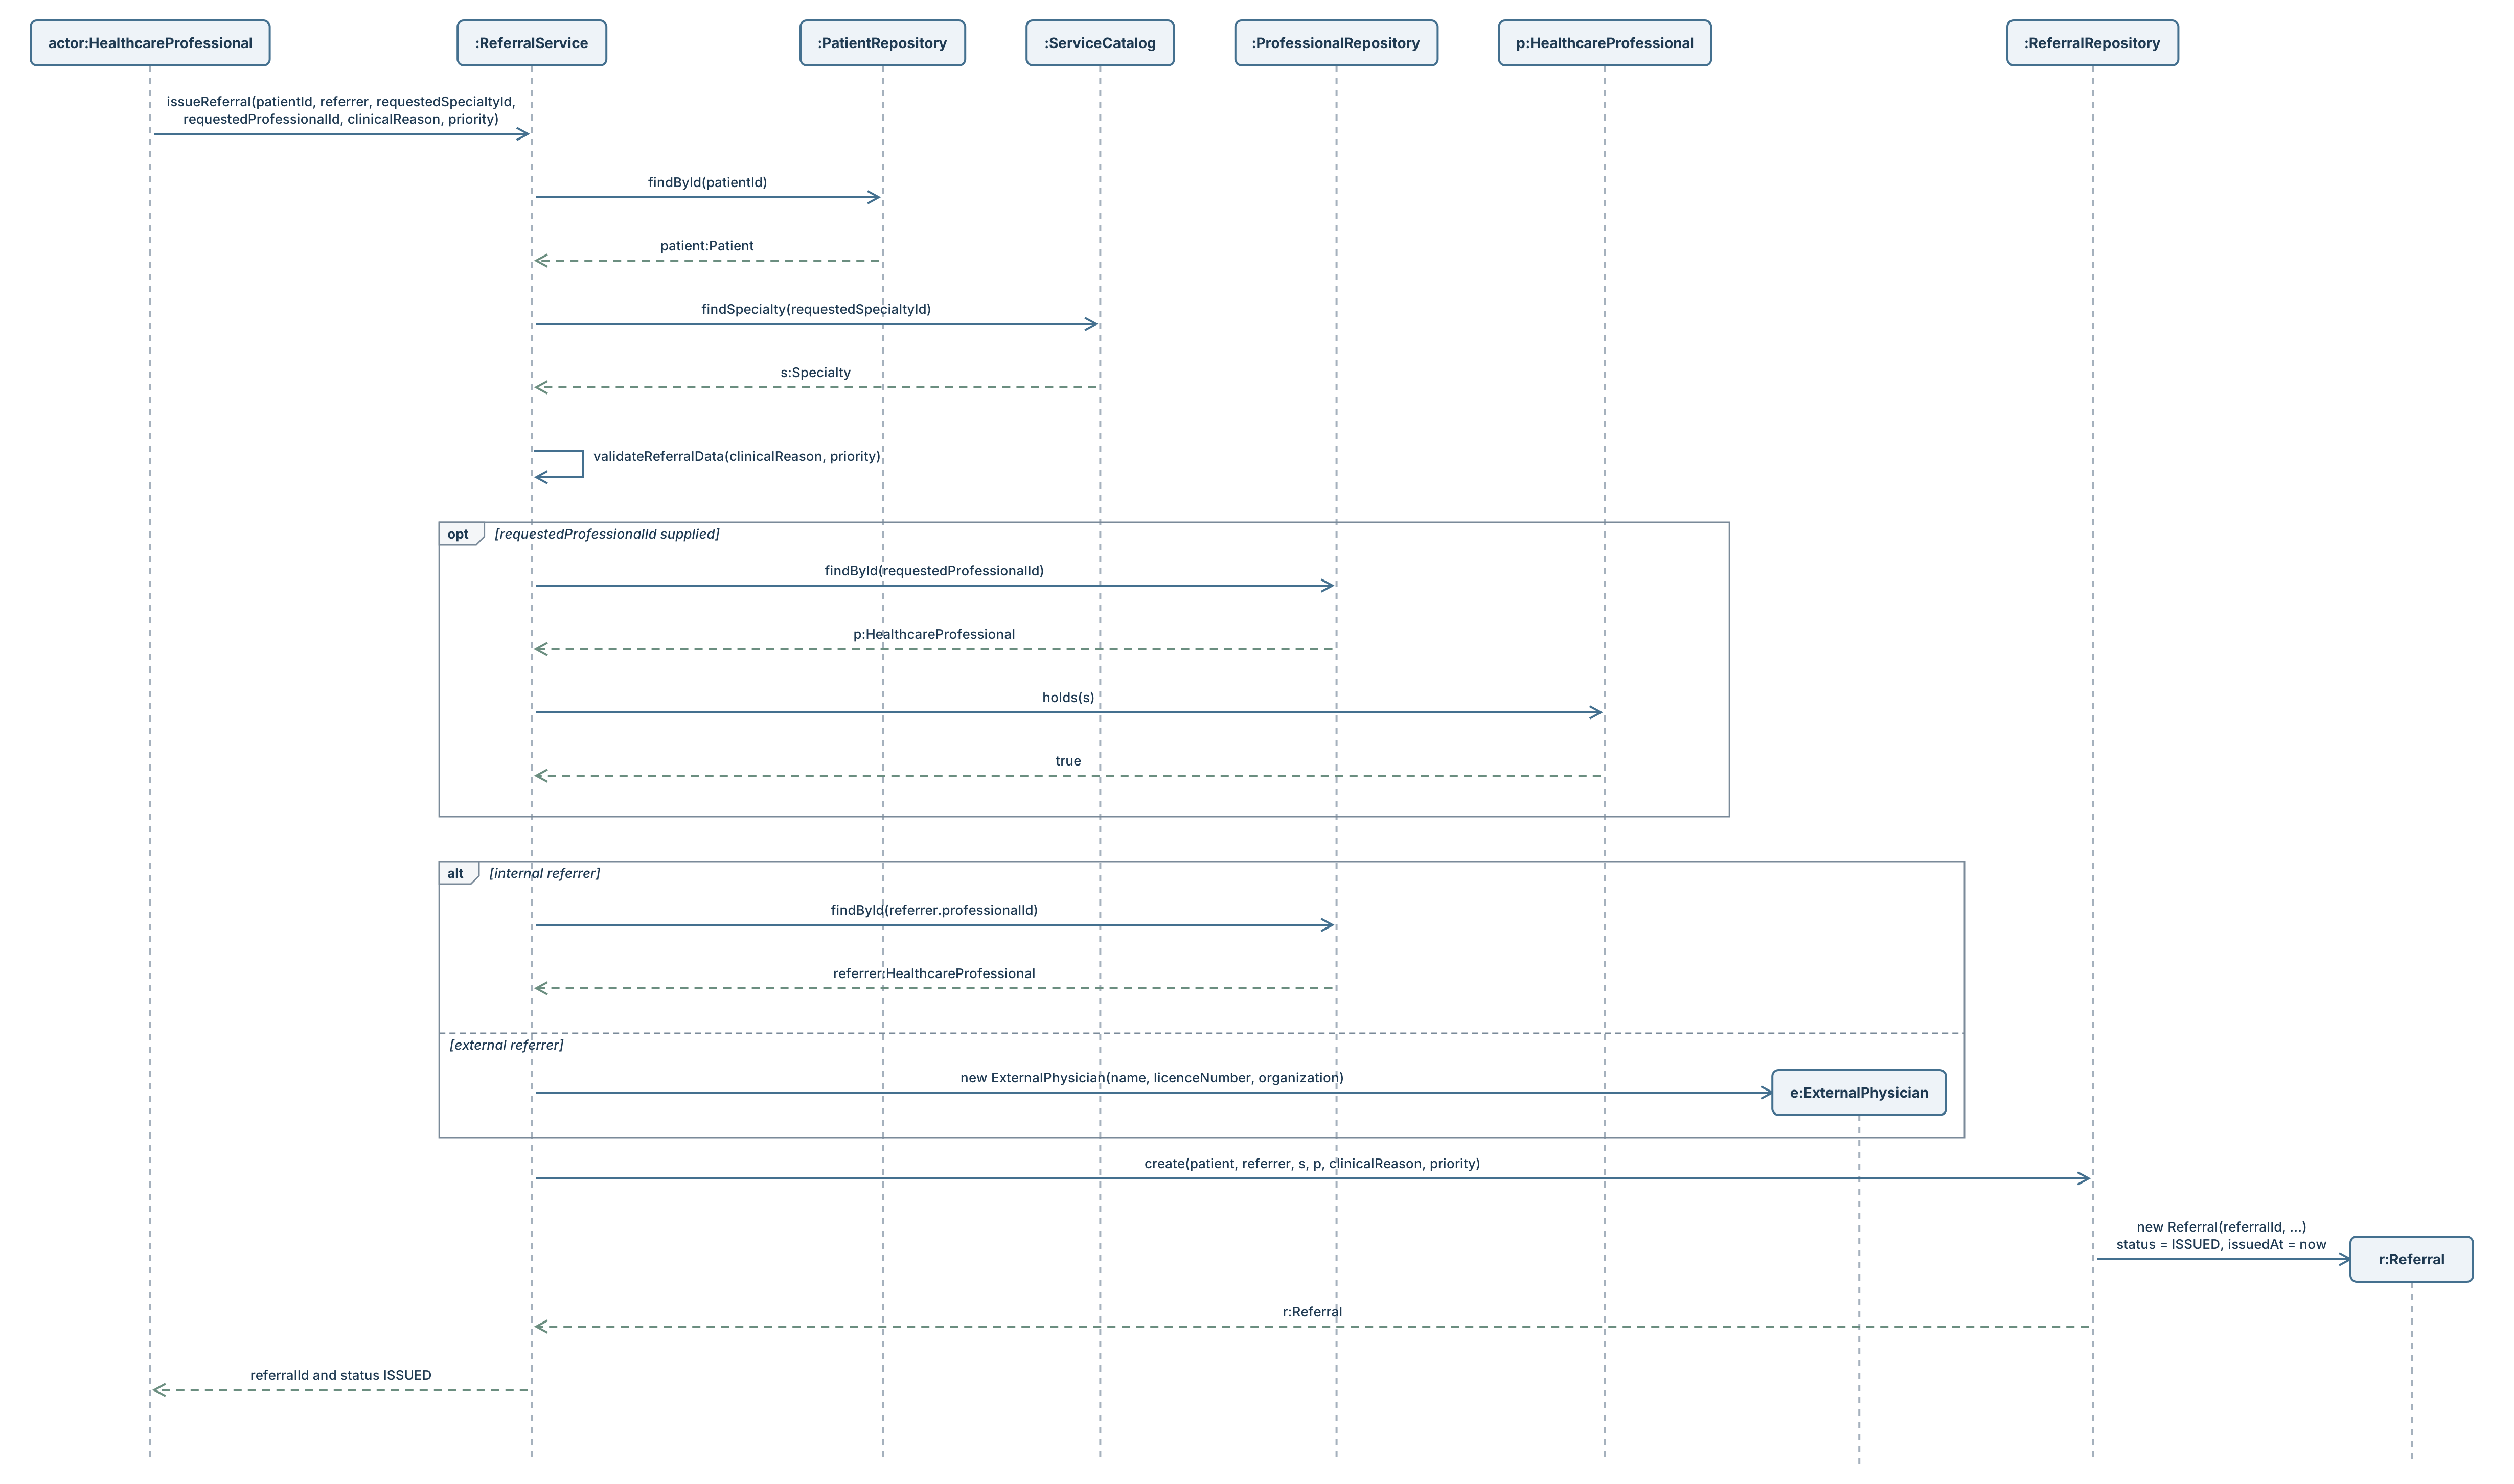 actor:HealthcareProfessional
:ReferralService
:PatientRepository
:ServiceCatalog
:ProfessionalRepository
p:HealthcareProfessional
:ReferralRepository
issueReferral(patientId, referrer, requestedSpecialtyId,
requestedProfessionalId, clinicalReason, priority)
findById(patientId)
patient:Patient
findSpecialty(requestedSpecialtyId)
s:Specialty
validateReferralData(clinicalReason, priority)
opt [requestedProfessionalId supplied]
findById(requestedProfessionalId)
p:HealthcareProfessional
holds(s)
true
alt [internal referrer]
findById(referrer.professionalId)
referrer:HealthcareProfessional
[external referrer]
new ExternalPhysician(name, licenceNumber, organization)
e:ExternalPhysician
create(patient, referrer, s, p, clinicalReason, priority)
new Referral(referralId, ...)
status = ISSUED, issuedAt = now
r:Referral
r:Referral
referralId and status ISSUED